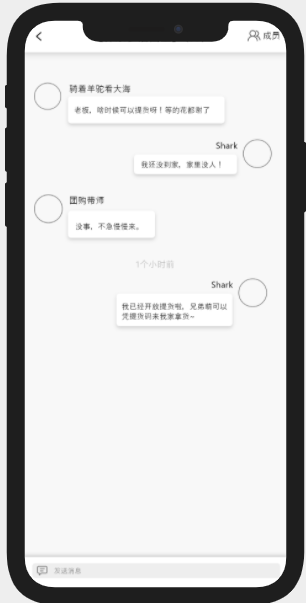 成员
骑着羊驼看大海
老板，啥时候可以提货呀！等的花都谢了
Shark
我还没到家，家里没人！
团购带师
没事，不急慢慢来。
1个小时前
Shark
我已经开放提货啦，兄弟萌可以
凭提货码来我家拿货~
发送消息